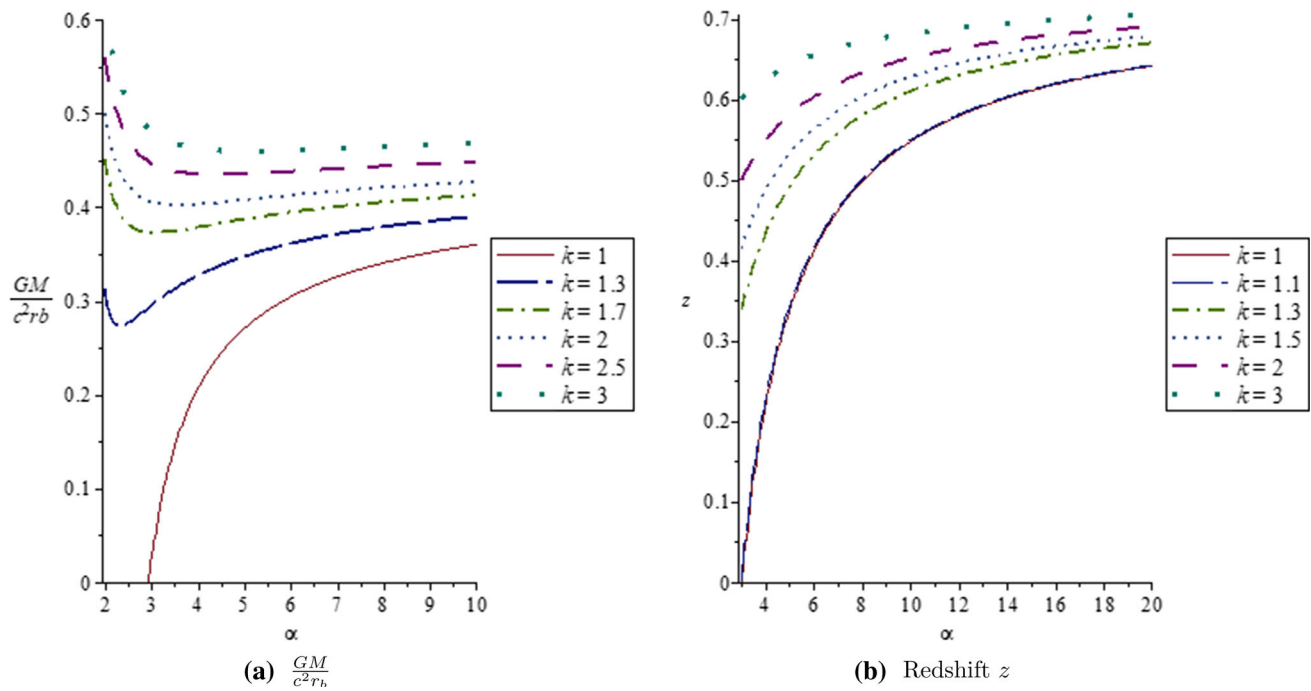 0.6
0.5
0.4
0.3
0.2
0.1
0
GM
c²rb
2 3 4 5 6 7 8 9 10
α
k = 1
k = 1.3
k = 1.7
k = 2
k = 2.5
k = 3
(a) GM/c²r_b
0.7
0.6
0.5
0.4
0.3
0.2
0.1
0
z
4 6 8 10 12 14 16 18 20
α
k = 1
k = 1.1
k = 1.3
k = 1.5
k = 2
k = 3
(b) Redshift z